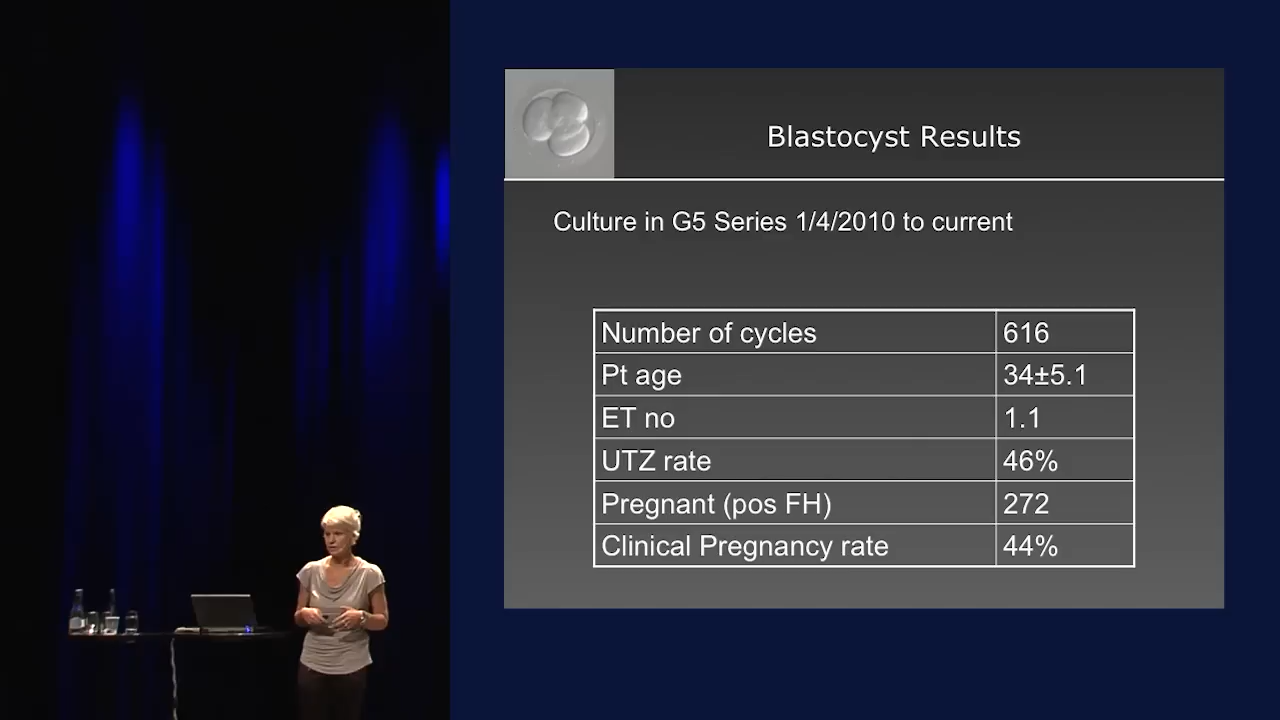 Blastocyst Results
Culture in G5 Series 1/4/2010 to current
Number of cycles 616
Pt age 34±5.1
ET no 1.1
UTZ rate 46%
Pregnant (pos FH) 272
Clinical Pregnancy rate 44%